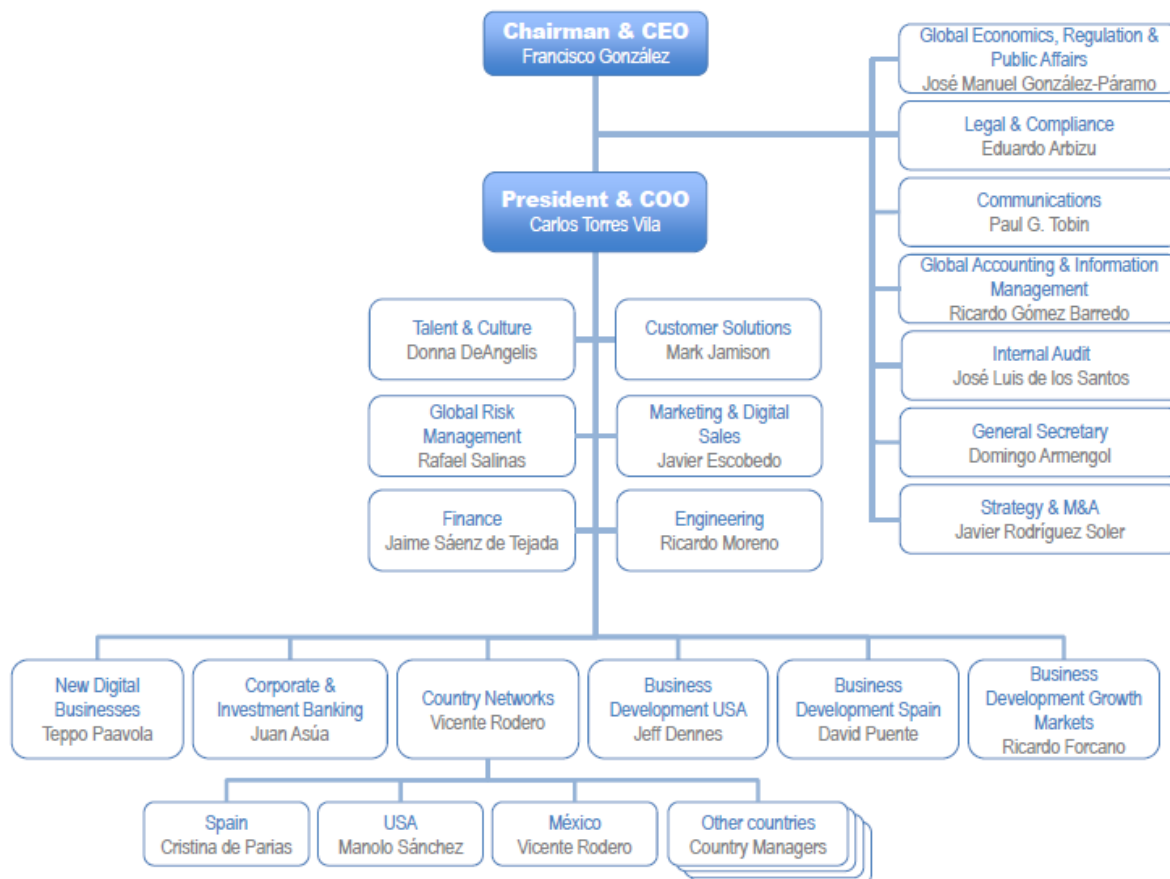 Chairman & CEO
Francisco González
Global Economics, Regulation &
Public Affairs
José Manuel González-Páramo
Legal & Compliance
Eduardo Arbizu
Communications
Paul G. Tobin
Global Accounting & Information
Management
Ricardo Gómez Barredo
Internal Audit
José Luis de los Santos
General Secretary
Domingo Armengol
Strategy & M&A
Javier Rodríguez Soler
President & COO
Carlos Torres Vila
Talent & Culture
Donna DeAngelis
Customer Solutions
Mark Jamison
Global Risk
Management
Rafael Salinas
Marketing & Digital
Sales
Javier Escobedo
Finance
Jaime Sáenz de Tejada
Engineering
Ricardo Moreno
New Digital
Businesses
Teppo Paavola
Corporate &
Investment Banking
Juan Asúa
Country Networks
Vicente Rodero
Business
Development USA
Jeff Dennes
Business
Development Spain
David Puente
Business
Development Growth
Markets
Ricardo Forcano
Spain
Cristina de Parias
USA
Manolo Sánchez
México
Vicente Rodero
Other countries
Country Managers